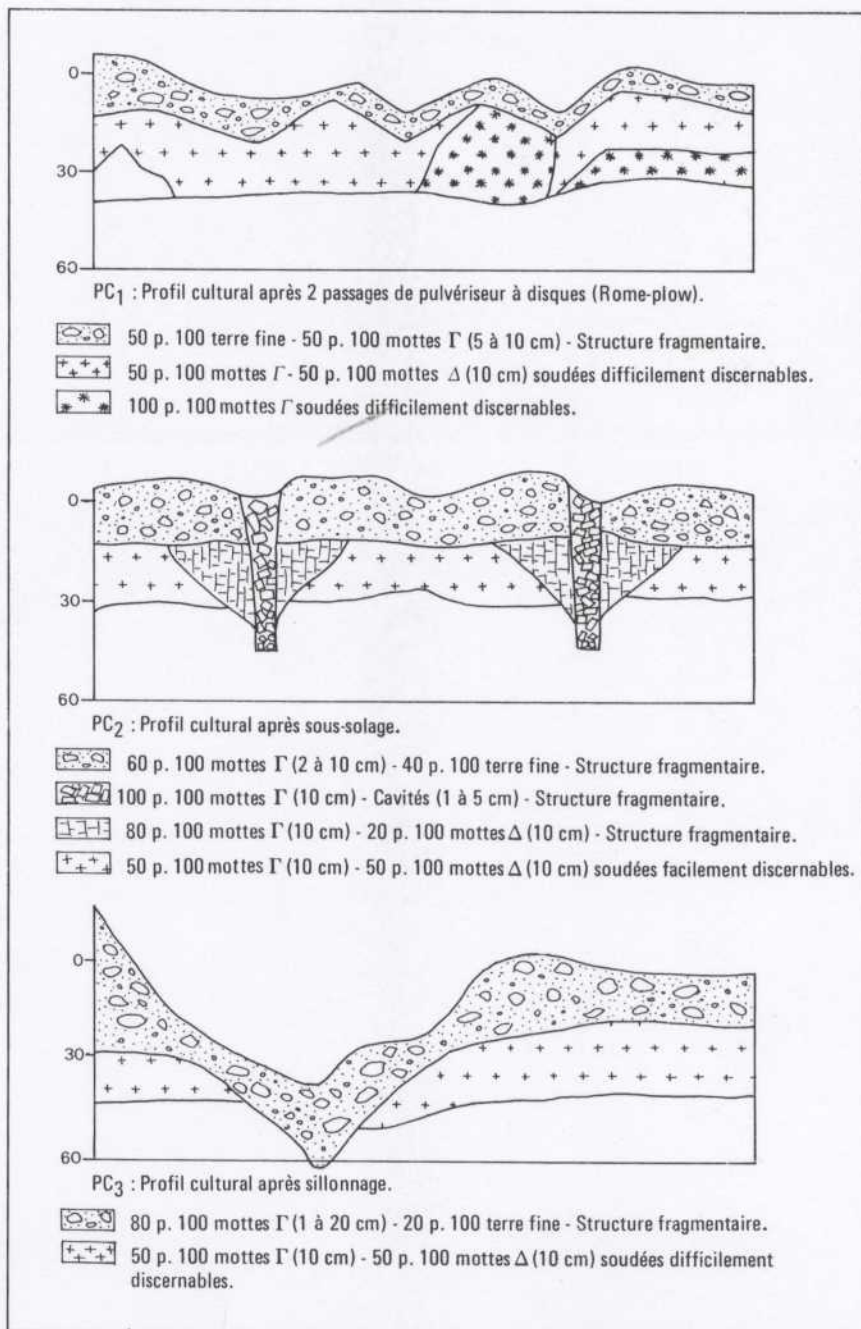 0
30
60
PC₁ : Profil cultural après 2 passages de pulvériseur à disques (Rome-plow).
50 p. 100 terre fine - 50 p. 100 mottes Γ (5 à 10 cm) - Structure fragmentaire.
50 p. 100 mottes Γ - 50 p. 100 mottes Δ (10 cm) soudées difficilement discernables.
100 p. 100 mottes Γ soudées difficilement discernables.
0
30
60
PC₂ : Profil cultural après sous-solage.
60 p. 100 mottes Γ (2 à 10 cm) - 40 p. 100 terre fine - Structure fragmentaire.
100 p. 100 mottes Γ (10 cm) - Cavités (1 à 5 cm) - Structure fragmentaire.
80 p. 100 mottes Γ (10 cm) - 20 p. 100 mottes Δ (10 cm) - Structure fragmentaire.
50 p. 100 mottes Γ (10 cm) - 50 p. 100 mottes Δ (10 cm) soudées facilement discernables.
0
30
60
PC₃ : Profil cultural après sillonnage.
80 p. 100 mottes Γ (1 à 20 cm) - 20 p. 100 terre fine - Structure fragmentaire.
50 p. 100 mottes Γ (10 cm) - 50 p. 100 mottes Δ (10 cm) soudées difficilement
discernables.